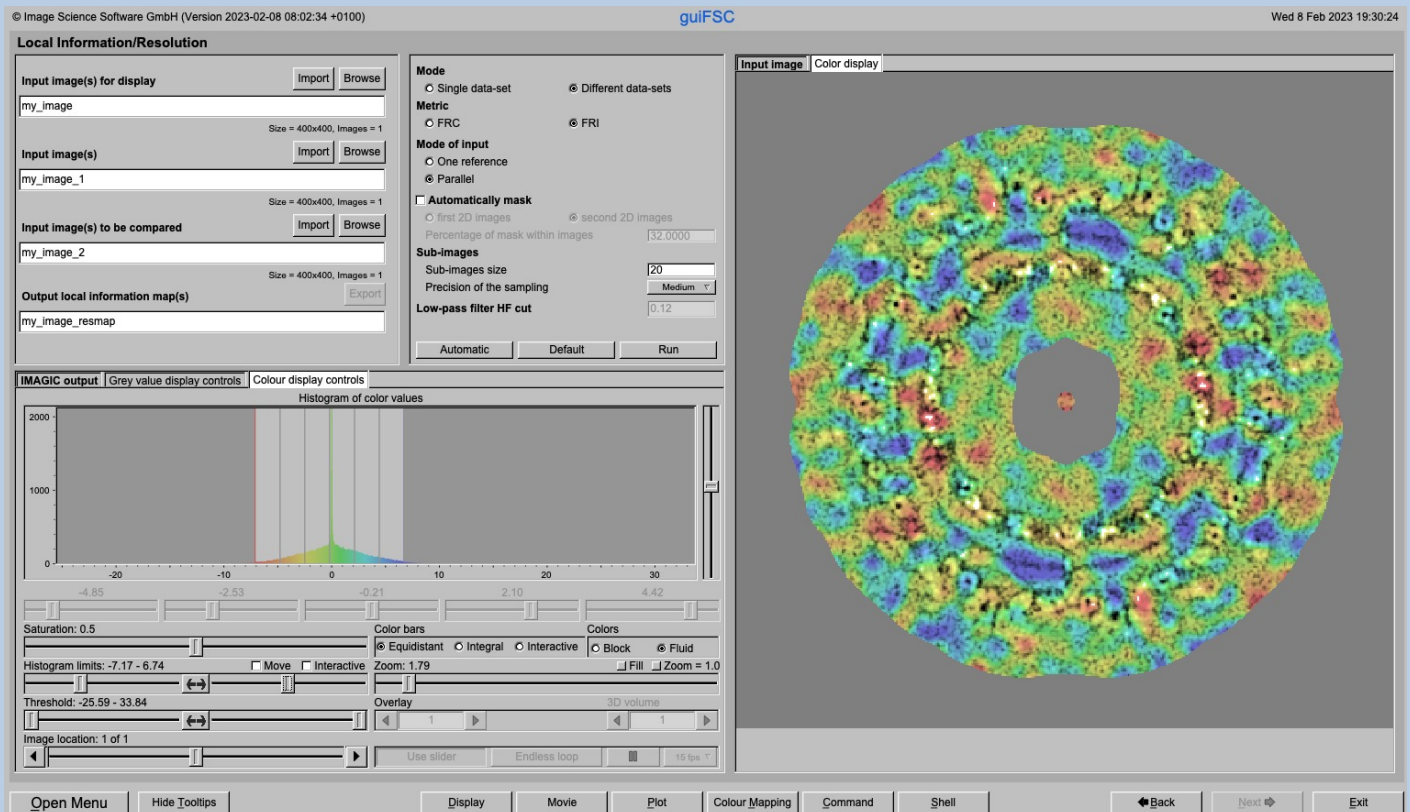 © Image Science Software GmbH (Version 2023-02-08 08:02:34 +0100)
guiFSC
Wed 8 Feb 2023 19:30:24
Local Information/Resolution
Input image(s) for display
Import
Browse
my_image
Size = 400x400, Images = 1
Input image(s)
Import
Browse
my_image_1
Size = 400x400, Images = 1
Input image(s) to be compared
Import
Browse
my_image_2
Size = 400x400, Images = 1
Output local information map(s)
Export
my_image_resmap
Mode
Single data-set
Different data-sets
Metric
FRC
FRI
Mode of input
One reference
Parallel
Automatically mask
first 2D images
second 2D images
Percentage of mask within images
32.0000
Sub-images
Sub-images size
20
Precision of the sampling
Medium
Low-pass filter HF cut
0.12
Automatic
Default
Run
Input image
Color display
IMAGIC output
Grey value display controls
Colour display controls
Histogram of color values
2000
1000
0
-20
-10
0
10
20
30
-4.85
-2.53
-0.21
2.10
4.42
Saturation: 0.5
Color bars
Colors
Equidistant
Integral
Interactive
Block
Fluid
Histogram limits: -7.17 - 6.74
Move
Interactive
Zoom: 1.79
Fill
Zoom = 1.0
Threshold: -25.59 - 33.84
Overlay
3D volume
1
1
Image location: 1 of 1
Use slider
Endless loop
15 fps
Open Menu
Hide Tooltips
Display
Movie
Plot
Colour Mapping
Command
Shell
Back
Next
Exit